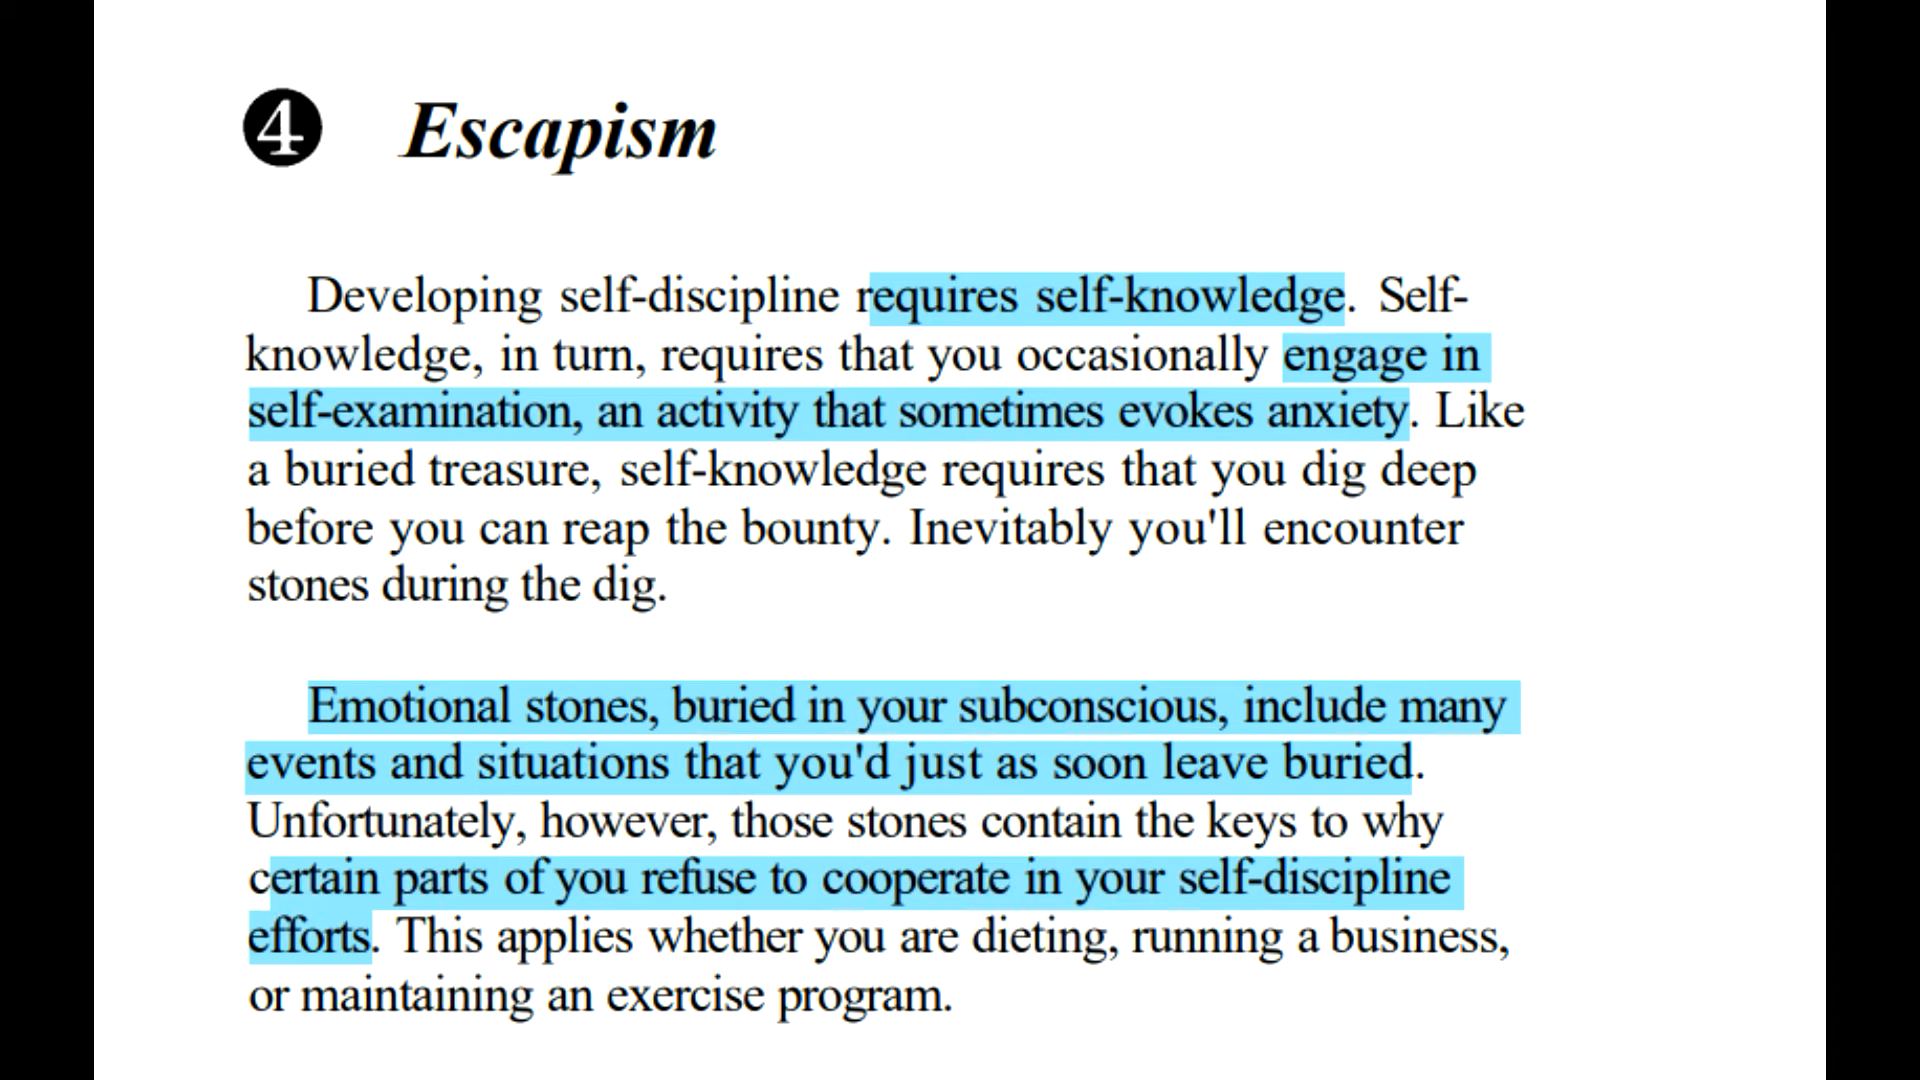 4 Escapism
Developing self-discipline requires self-knowledge. Self-
knowledge, in turn, requires that you occasionally engage in
self-examination, an activity that sometimes evokes anxiety. Like
a buried treasure, self-knowledge requires that you dig deep
before you can reap the bounty. Inevitably you'll encounter
stones during the dig.
Emotional stones, buried in your subconscious, include many
events and situations that you'd just as soon leave buried.
Unfortunately, however, those stones contain the keys to why
certain parts of you refuse to cooperate in your self-discipline
efforts. This applies whether you are dieting, running a business,
or maintaining an exercise program.